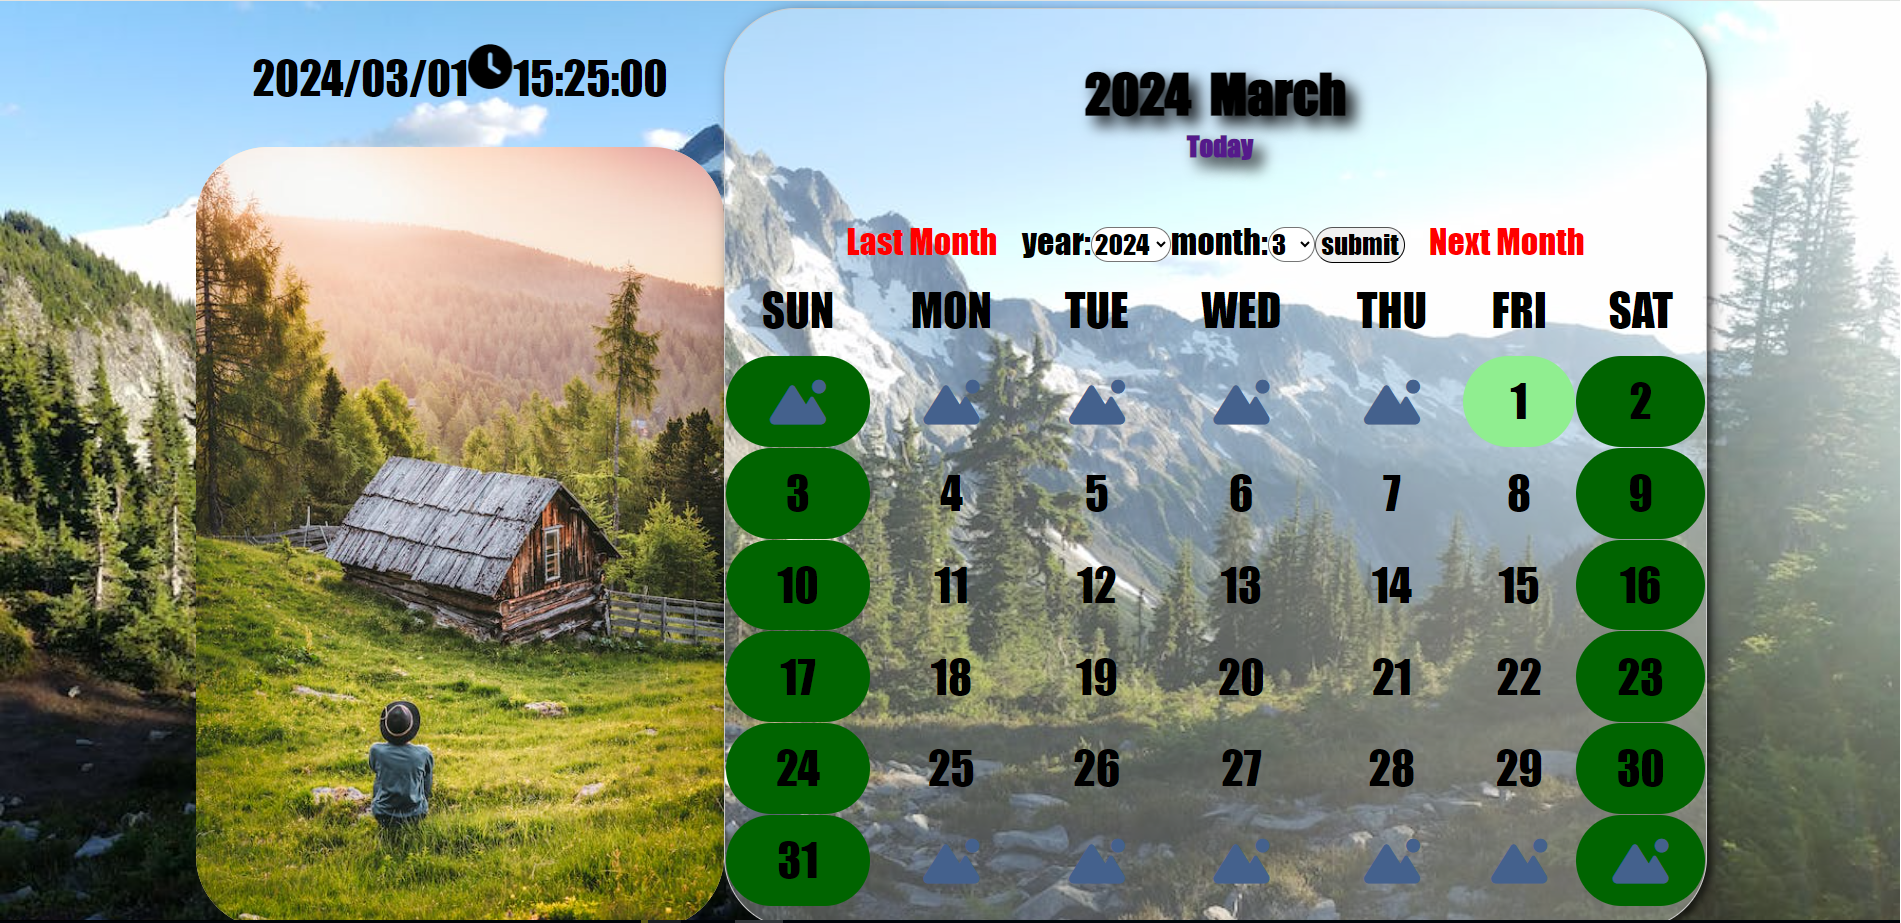 2024/03/01 15:25:00
2024 March
Today
Last Month year: 2024 month: 3 submit Next Month
SUN MON TUE WED THU FRI SAT
1 2
3 4 5 6 7 8 9
10 11 12 13 14 15 16
17 18 19 20 21 22 23
24 25 26 27 28 29 30
31